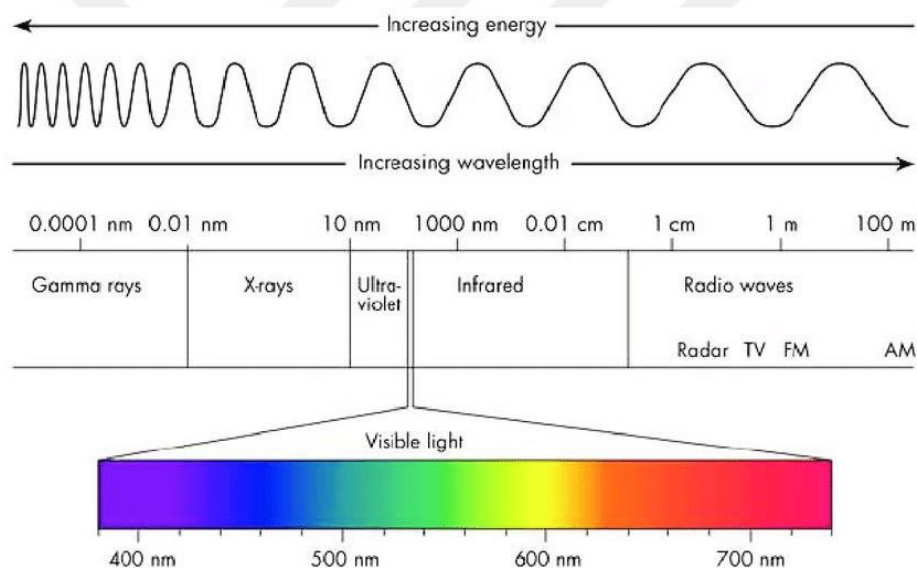 Increasing energy
Increasing wavelength
0.0001 nm 0.01 nm 10 nm 1000 nm 0.01 cm 1 cm 1 m 100 m
Gamma rays X-rays Ultra- Infrared Radio waves
violet
Radar TV FM AM
Visible light
400 nm 500 nm 600 nm 700 nm